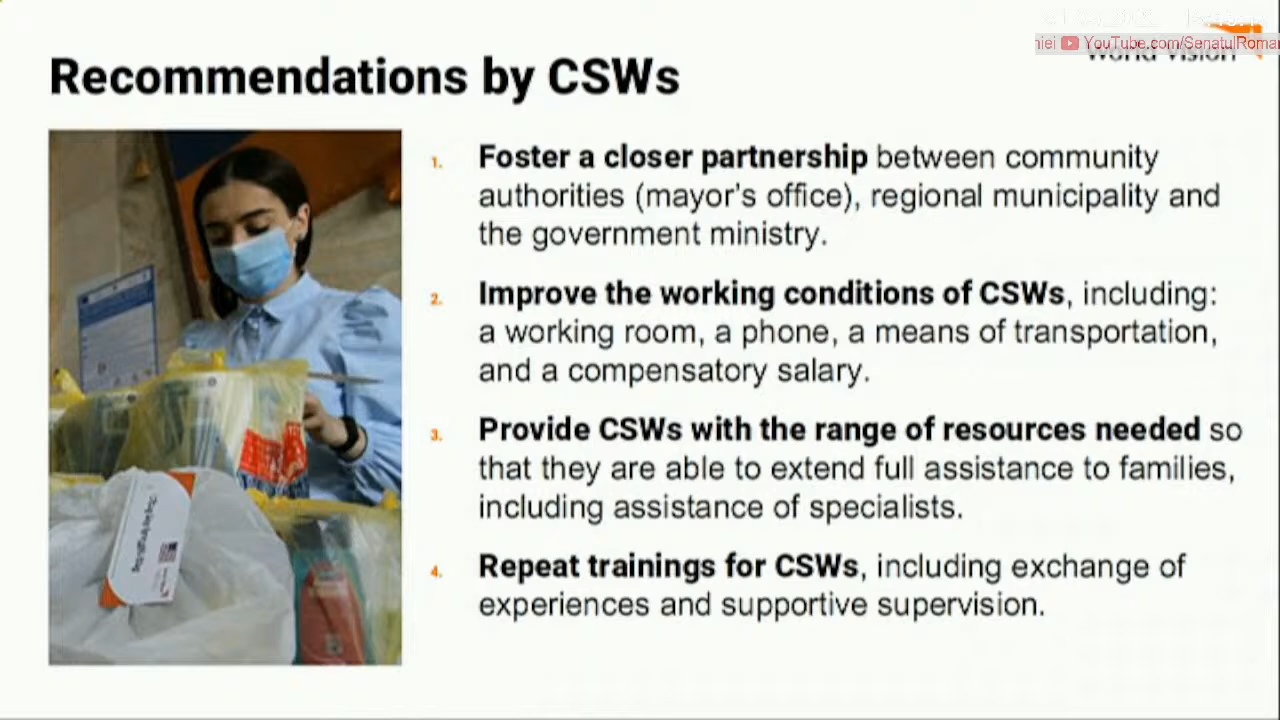 niei YouTube.com/SenatulRoman
World Vision
Recommendations by CSWs
1. Foster a closer partnership between community
authorities (mayor's office), regional municipality and
the government ministry.
2. Improve the working conditions of CSWs, including:
a working room, a phone, a means of transportation,
and a compensatory salary.
3. Provide CSWs with the range of resources needed so
that they are able to extend full assistance to families,
including assistance of specialists.
4. Repeat trainings for CSWs, including exchange of
experiences and supportive supervision.